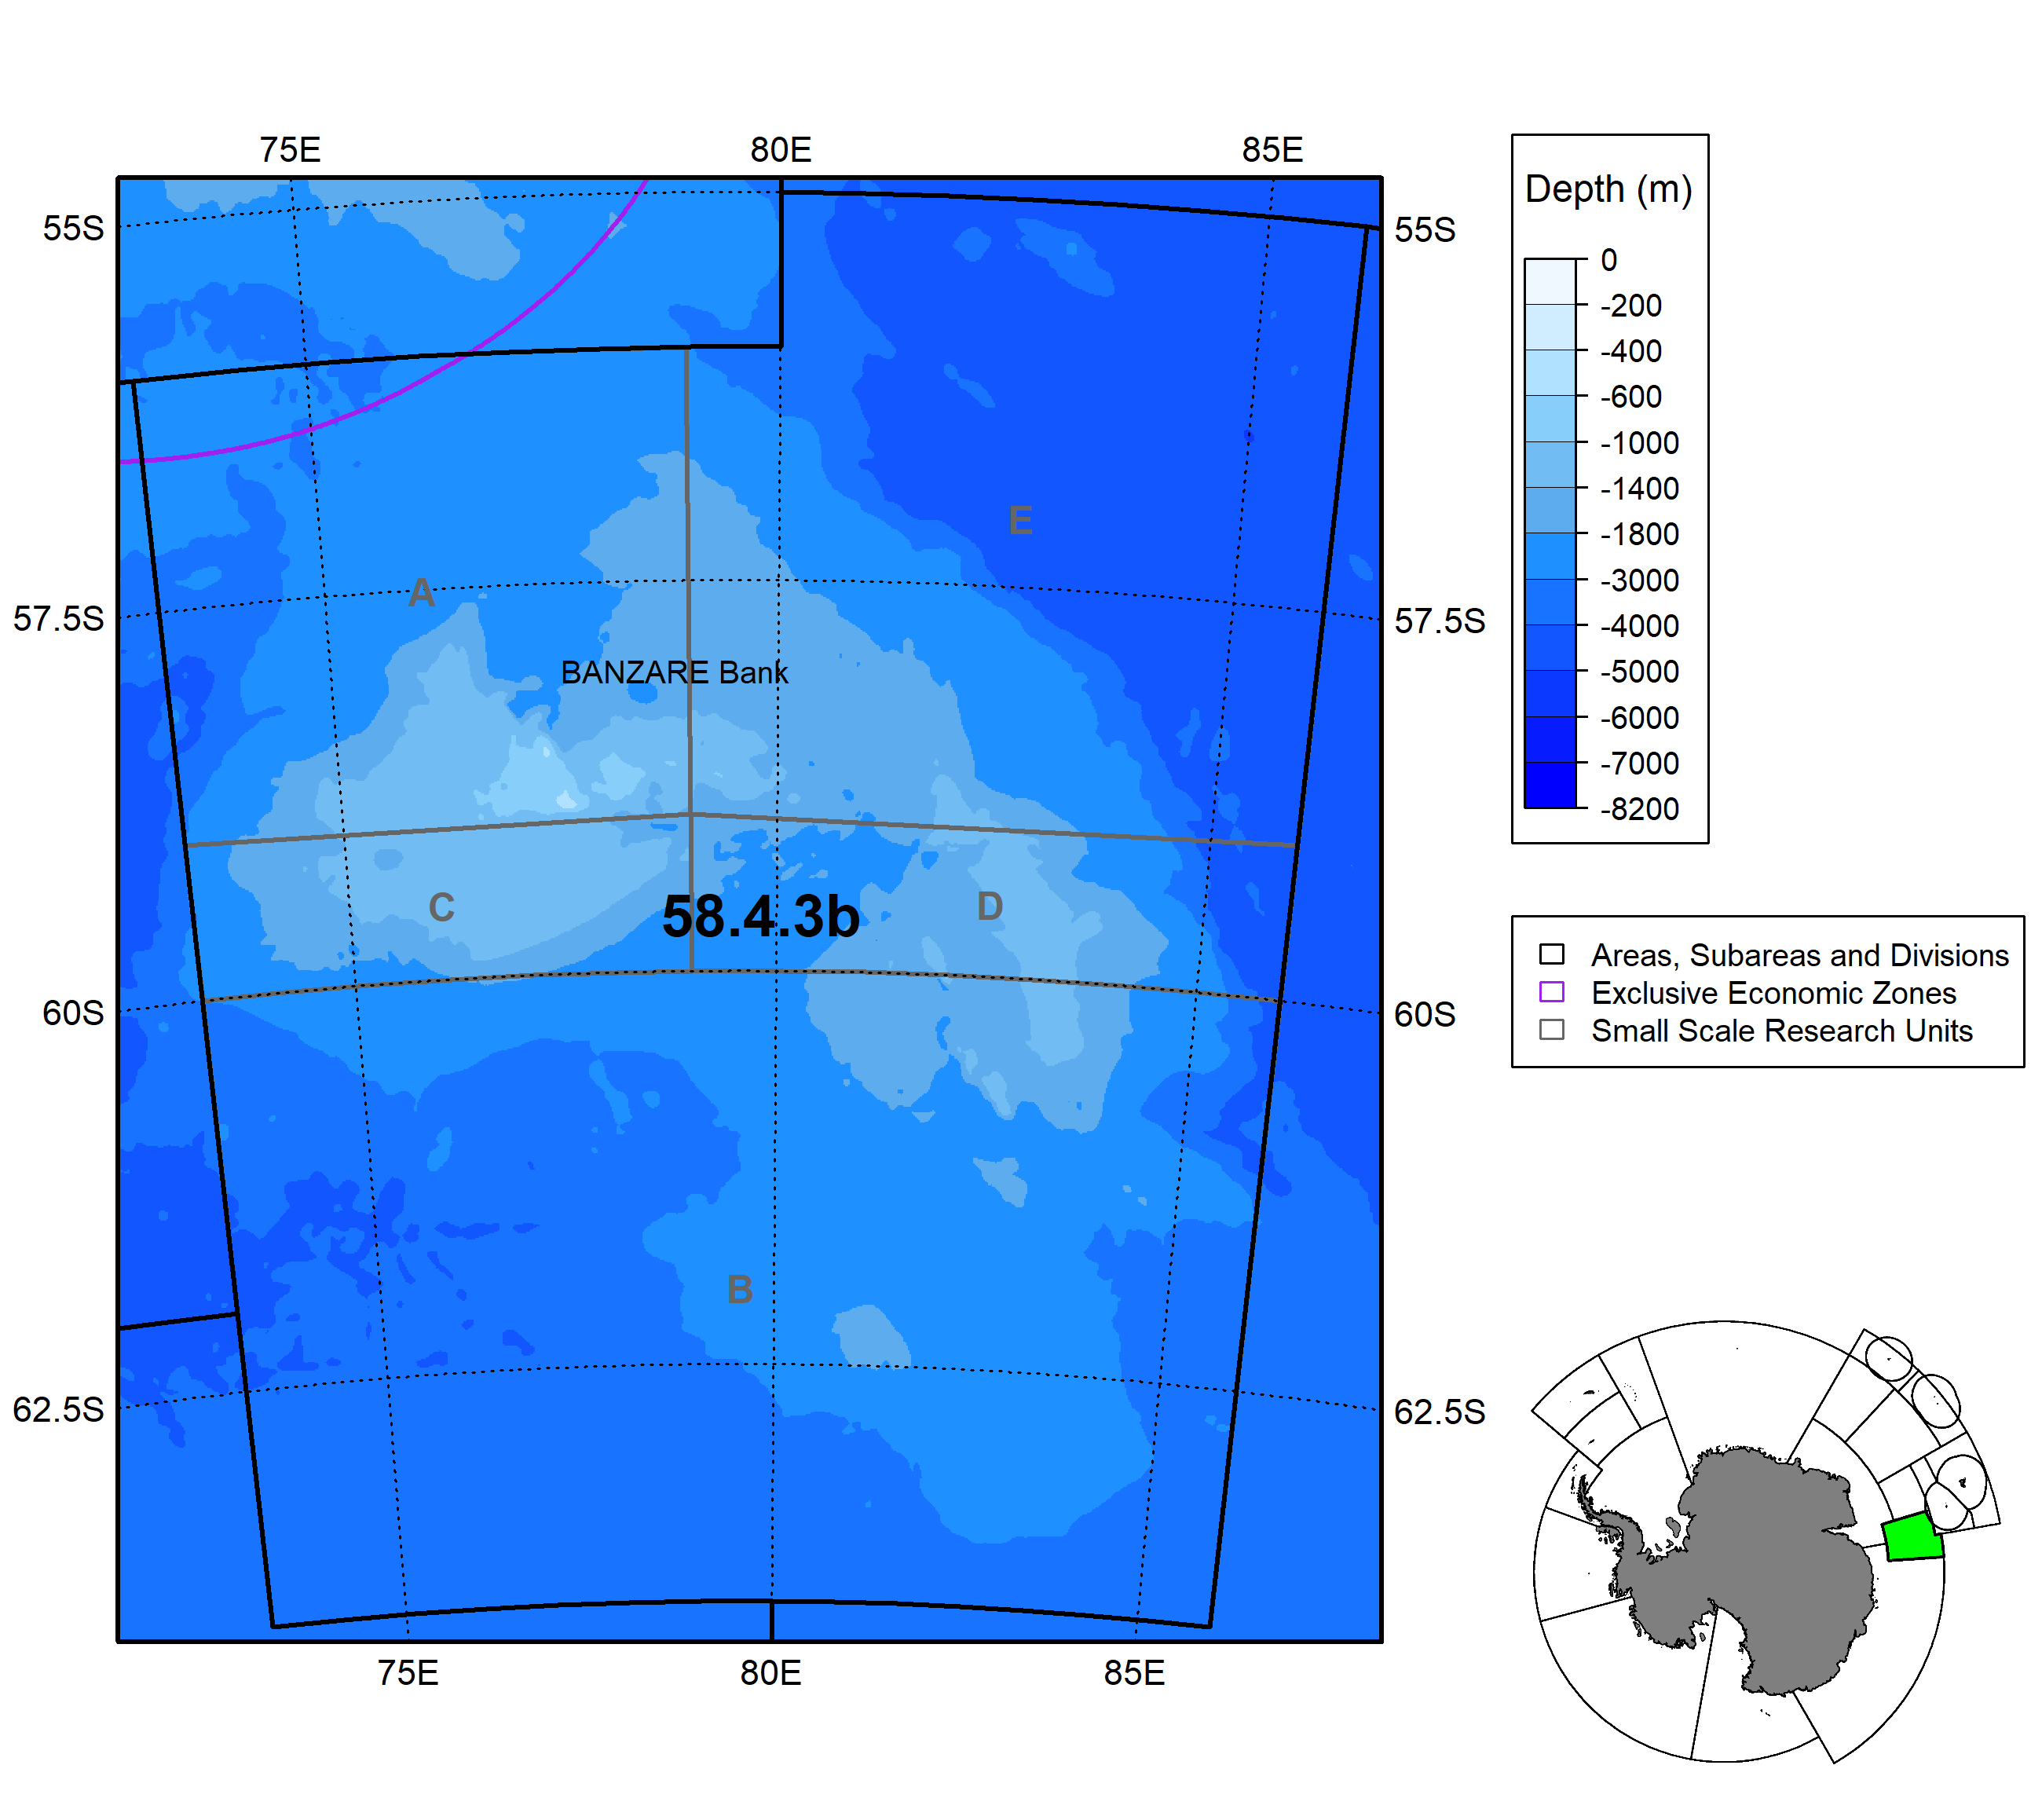 75E 80E 85E
55S 55S
57.5S 57.5S
60S 60S
62.5S 62.5S
75E 80E 85E
A
E
BANZARE Bank
C
58.4.3b
D
B
Depth (m)
0
-200
-400
-600
-1000
-1400
-1800
-3000
-4000
-5000
-6000
-7000
-8200
Areas, Subareas and Divisions
Exclusive Economic Zones
Small Scale Research Units